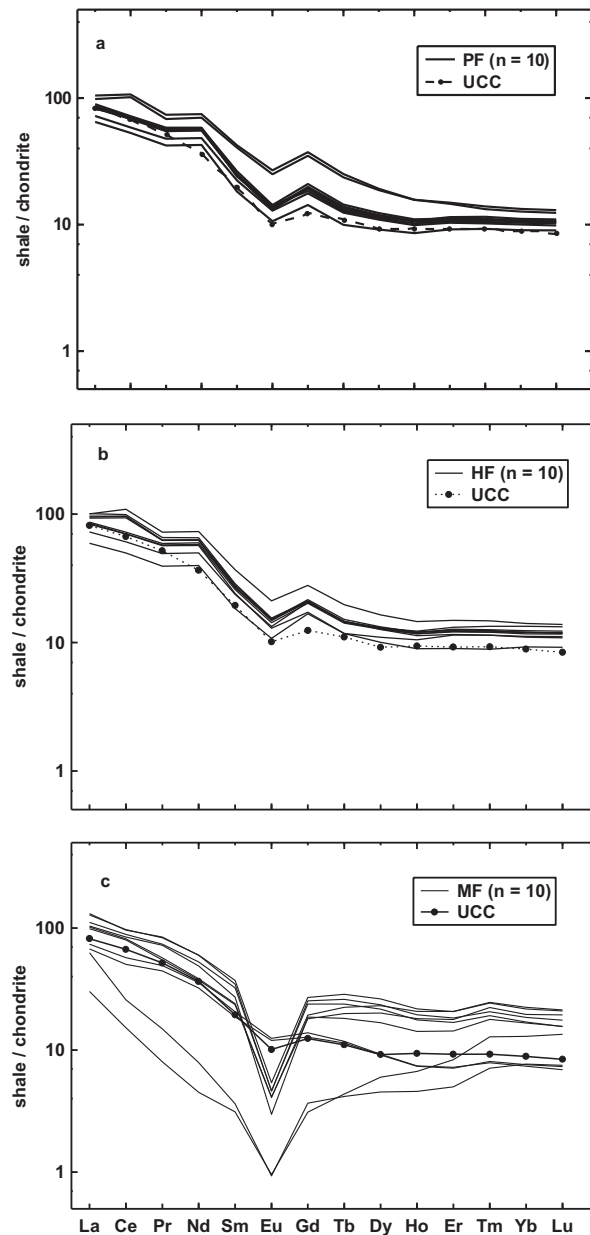 a
PF (n = 10)
UCC
100
10
1
shale / chondrite
b
HF (n = 10)
UCC
100
10
1
shale / chondrite
c
MF (n = 10)
UCC
100
10
1
shale / chondrite
La Ce Pr Nd Sm Eu Gd Tb Dy Ho Er Tm Yb Lu